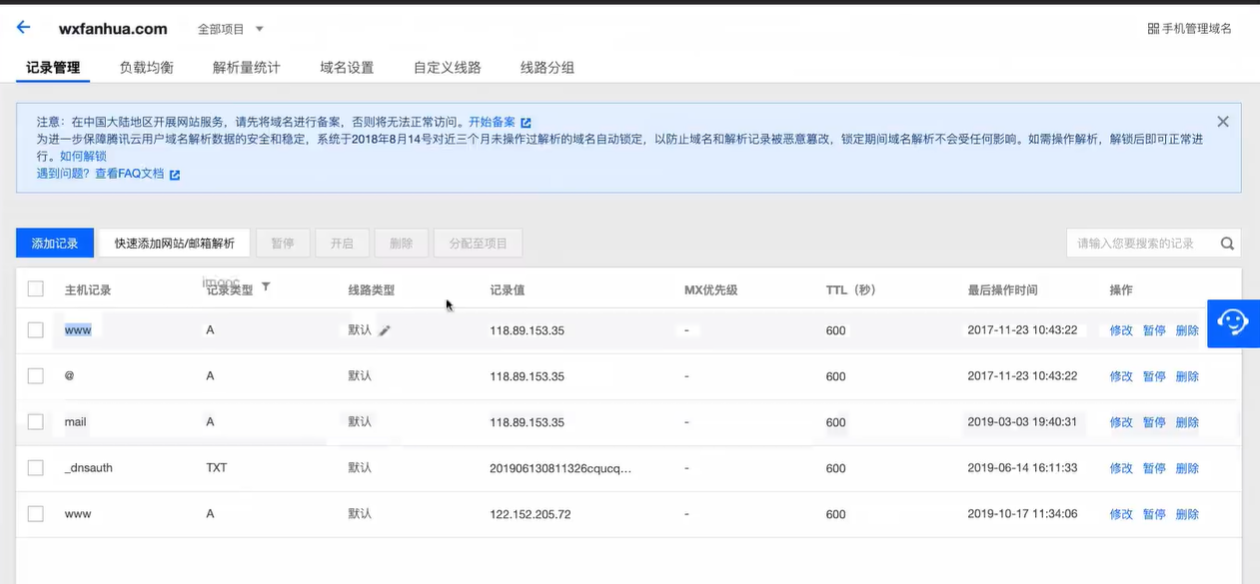 wxfanhua.com 全部项目 手机管理域名
记录管理 负载均衡 解析量统计 域名设置 自定义线路 线路分组
注意：在中国大陆地区开展网站服务，请先将域名进行备案，否则将无法正常访问。开始备案
为进一步保障腾讯云用户域名解析数据的安全和稳定，系统于2018年8月14号对近三个月未操作过解析的域名自动锁定，以防止域名和解析记录被恶意篡改，锁定期间域名解析不会受任何影响。如需操作解析，解锁后即可正常进
行。如何解锁
遇到问题？查看FAQ文档
添加记录 快速添加网站/邮箱解析 暂停 开启 删除 分配至项目 请输入您要搜索的记录
主机记录 记录类型 线路类型 记录值 MX优先级 TTL（秒） 最后操作时间 操作
www A 默认 118.89.153.35 - 600 2017-11-23 10:43:22 修改 暂停 删除
@ A 默认 118.89.153.35 - 600 2017-11-23 10:43:22 修改 暂停 删除
mail A 默认 118.89.153.35 - 600 2019-03-03 19:40:31 修改 暂停 删除
_dnsauth TXT 默认 201906130811326cqucq... - 600 2019-06-14 16:11:33 修改 暂停 删除
www A 默认 122.152.205.72 - 600 2019-10-17 11:34:06 修改 暂停 删除